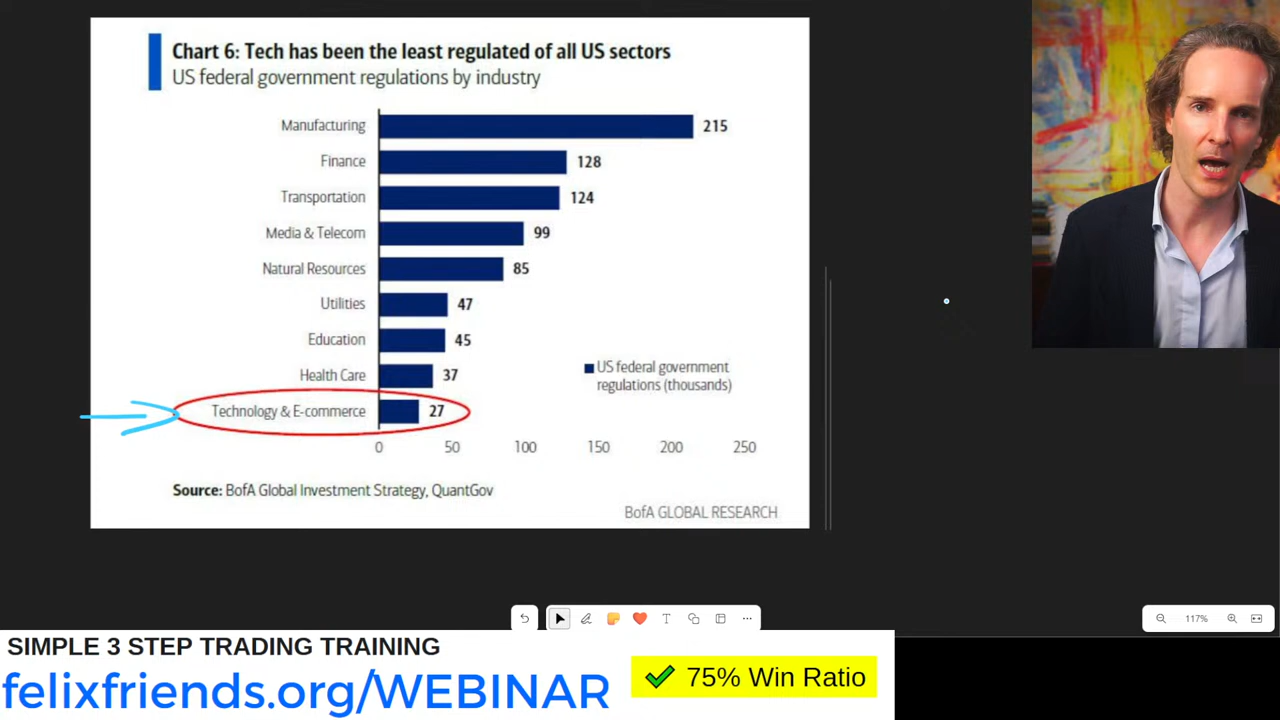 Chart 6: Tech has been the least regulated of all US sectors
US federal government regulations by industry
Manufacturing 215
Finance 128
Transportation 124
Media & Telecom 99
Natural Resources 85
Utilities 47
Education 45
Health Care 37
Technology & E-commerce 27
US federal government
regulations (thousands)
0 50 100 150 200 250
Source: BofA Global Investment Strategy, QuantGov
BofA GLOBAL RESEARCH
T
117%
SIMPLE 3 STEP TRADING TRAINING
felixfriends.org/WEBINAR
75% Win Ratio